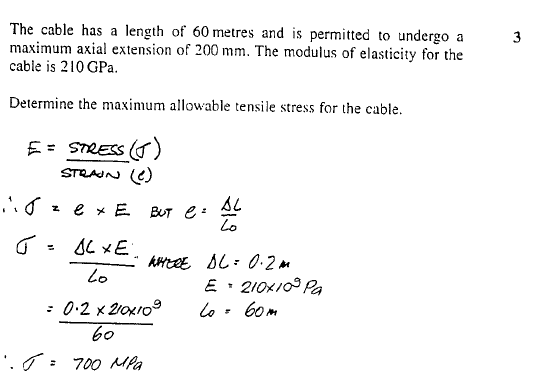 The cable has a length of 60 metres and is permitted to undergo a 3
maximum axial extension of 200 mm. The modulus of elasticity for the
cable is 210 GPa.
Determine the maximum allowable tensile stress for the cable.
E = STRESS (σ)
STRAIN (e)
∴ σ = e × E BUT e = ΔL
Lo
σ = ΔL × E WHERE ΔL = 0.2 m
Lo E = 210×10⁹ Pa
= 0.2 × 210×10⁹ Lo = 60 m
60
∴ σ = 700 MPa